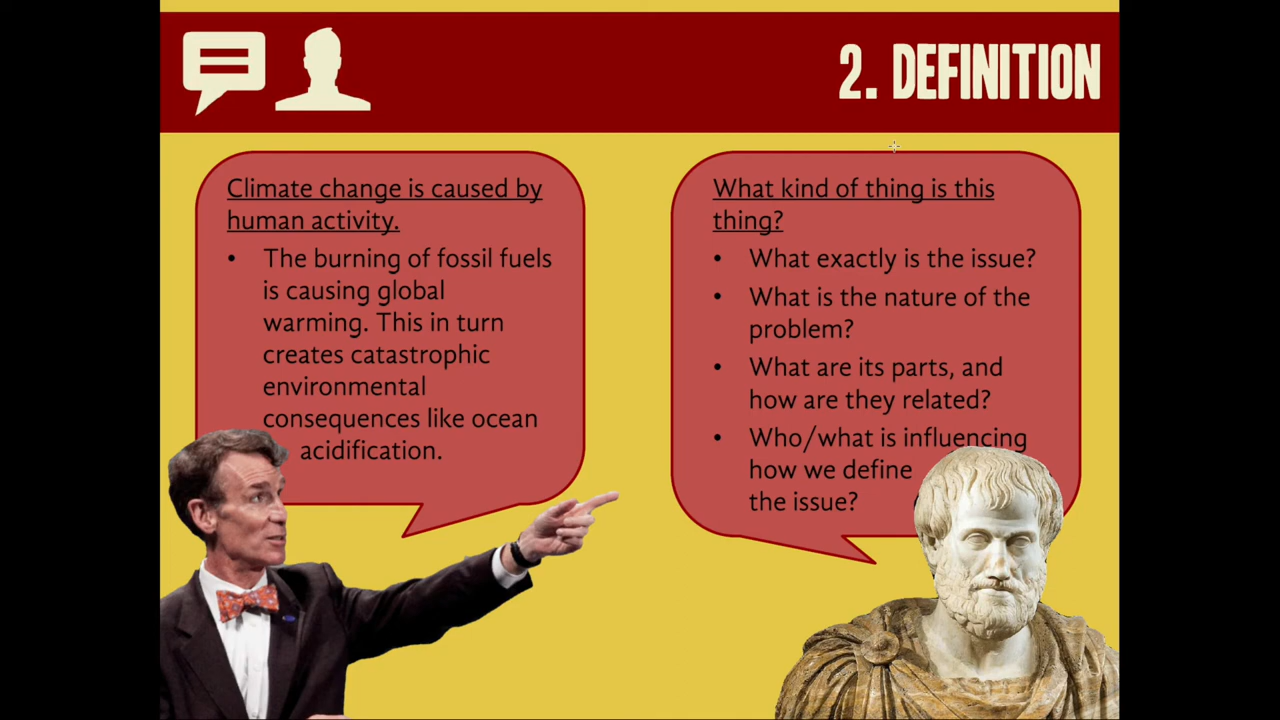 2. DEFINITION
Climate change is caused by
human activity.
• The burning of fossil fuels
is causing global
warming. This in turn
creates catastrophic
environmental
consequences like ocean
acidification.
What kind of thing is this
thing?
• What exactly is the issue?
• What is the nature of the
problem?
• What are its parts, and
how are they related?
• Who/what is influencing
how we define
the issue?